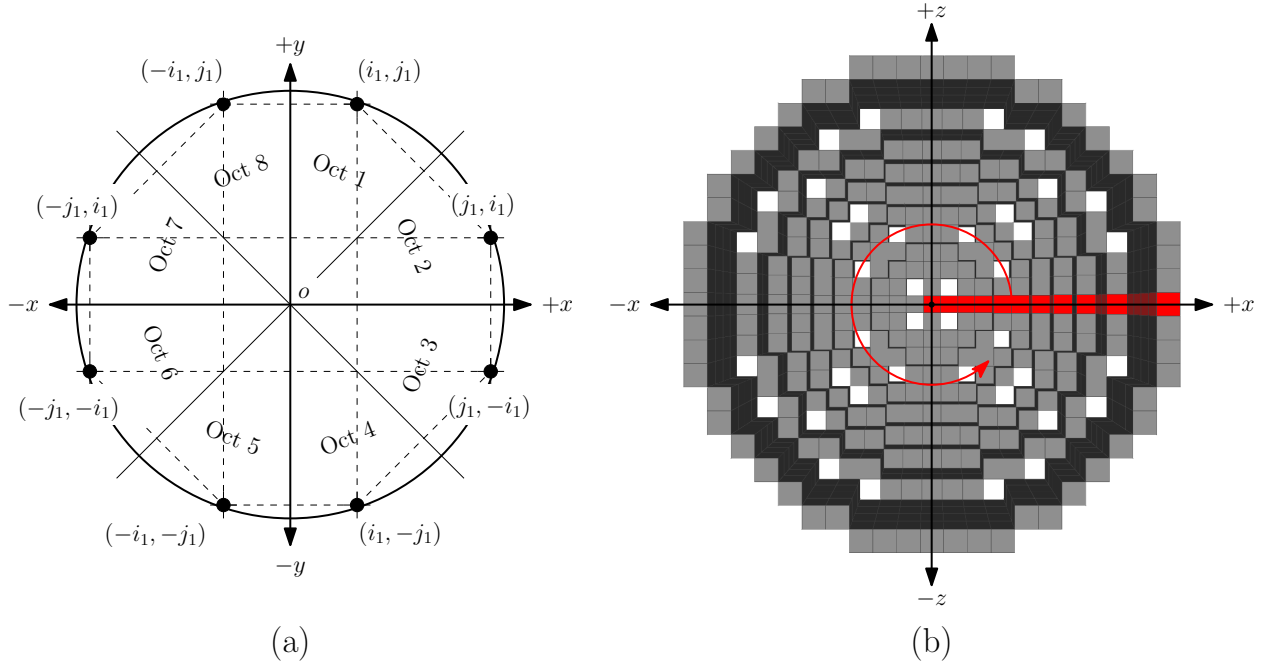 +y
(−i₁, j₁) (i₁, j₁)
Oct 8 Oct 1
(−j₁, i₁) (j₁, i₁)
Oct 7 Oct 2
−x o +x
Oct 6 Oct 3
(−j₁, −i₁) (j₁, −i₁)
Oct 5 Oct 4
(−i₁, −j₁) (i₁, −j₁)
−y
(a)
+z
−x +x
−z
(b)